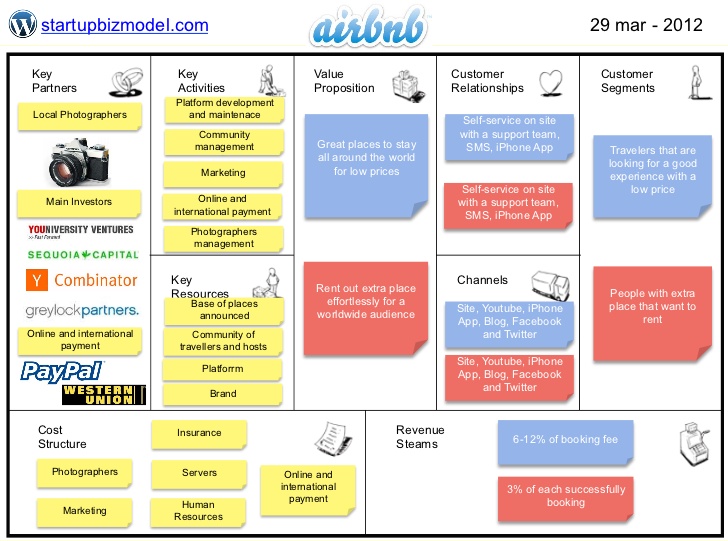 startupbizmodel.com
airbnb
29 mar - 2012
Key
Partners
Local Photographers
Main Investors
YOUNIVERSITY VENTURES
>> Fast Forward
SEQUOIA CAPITAL
Y Combinator
greylockpartners.
Online and international
payment
PayPal
WESTERN
UNION
Key
Activities
Platform development
and maintenace
Community
management
Marketing
Online and
international payment
Photographers
management
Key
Resources
Base of places
announced
Community of
travellers and hosts
Platform
Brand
Value
Proposition
Great places to stay
all around the world
for low prices
Rent out extra place
effortlessly for a
worldwide audience
Customer
Relationships
Self-service on site
with a support team,
SMS, iPhone App
Self-service on site
with a support team,
SMS, iPhone App
Channels
Site, Youtube, iPhone
App, Blog, Facebook
and Twitter
Site, Youtube, iPhone
App, Blog, Facebook
and Twitter
Customer
Segments
Travelers that are
looking for a good
experience with a
low price
People with extra
place that want to
rent
Cost
Structure
Insurance
Photographers
Servers
Online and
international
payment
Marketing
Human
Resources
Revenue
Steams
6-12% of booking fee
3% of each successfully
booking